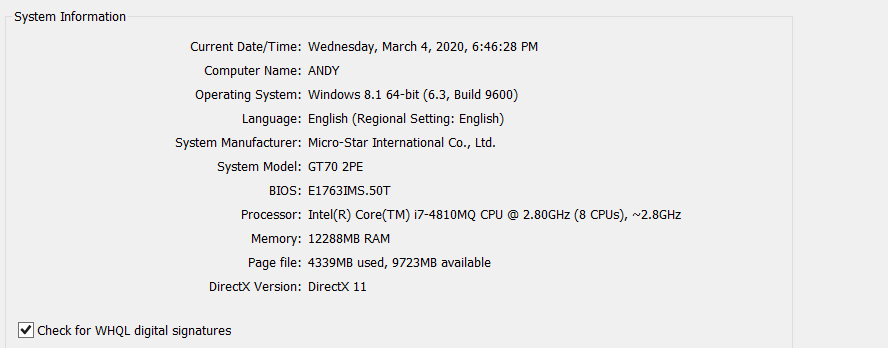 System Information
Current Date/Time: Wednesday, March 4, 2020, 6:46:28 PM
Computer Name: ANDY
Operating System: Windows 8.1 64-bit (6.3, Build 9600)
Language: English (Regional Setting: English)
System Manufacturer: Micro-Star International Co., Ltd.
System Model: GT70 2PE
BIOS: E1763IMS.50T
Processor: Intel(R) Core(TM) i7-4810MQ CPU @ 2.80GHz (8 CPUs), ~2.8GHz
Memory: 12288MB RAM
Page file: 4339MB used, 9723MB available
DirectX Version: DirectX 11
Check for WHQL digital signatures